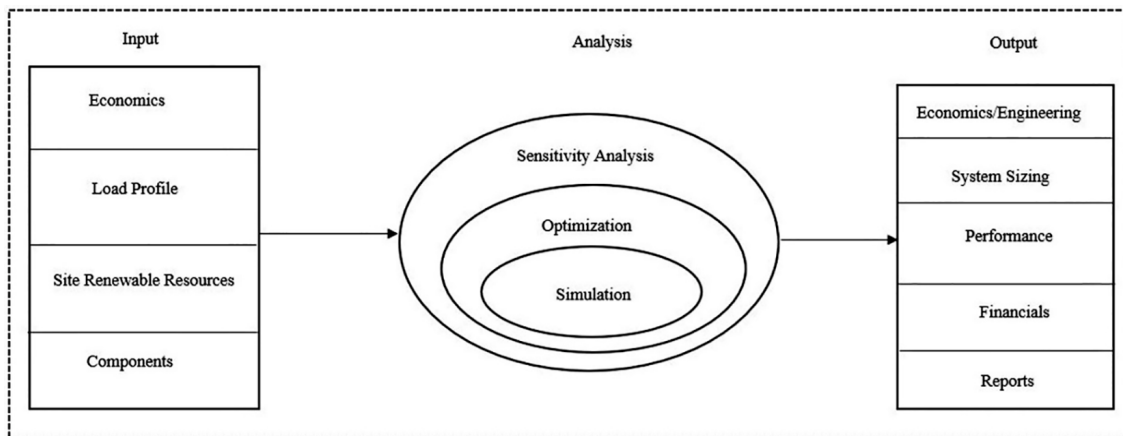 Input
Economics
Load Profile
Site Renewable Resources
Components
Analysis
Sensitivity Analysis
Optimization
Simulation
Output
Economics/Engineering
System Sizing
Performance
Financials
Reports